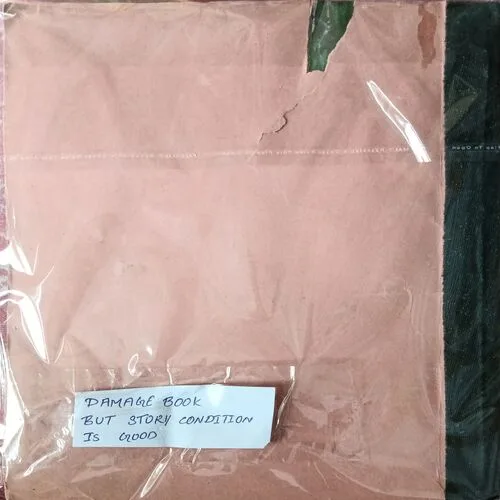 DAMAGE BOOK
BUT STORY CONDITION
IS GOOD